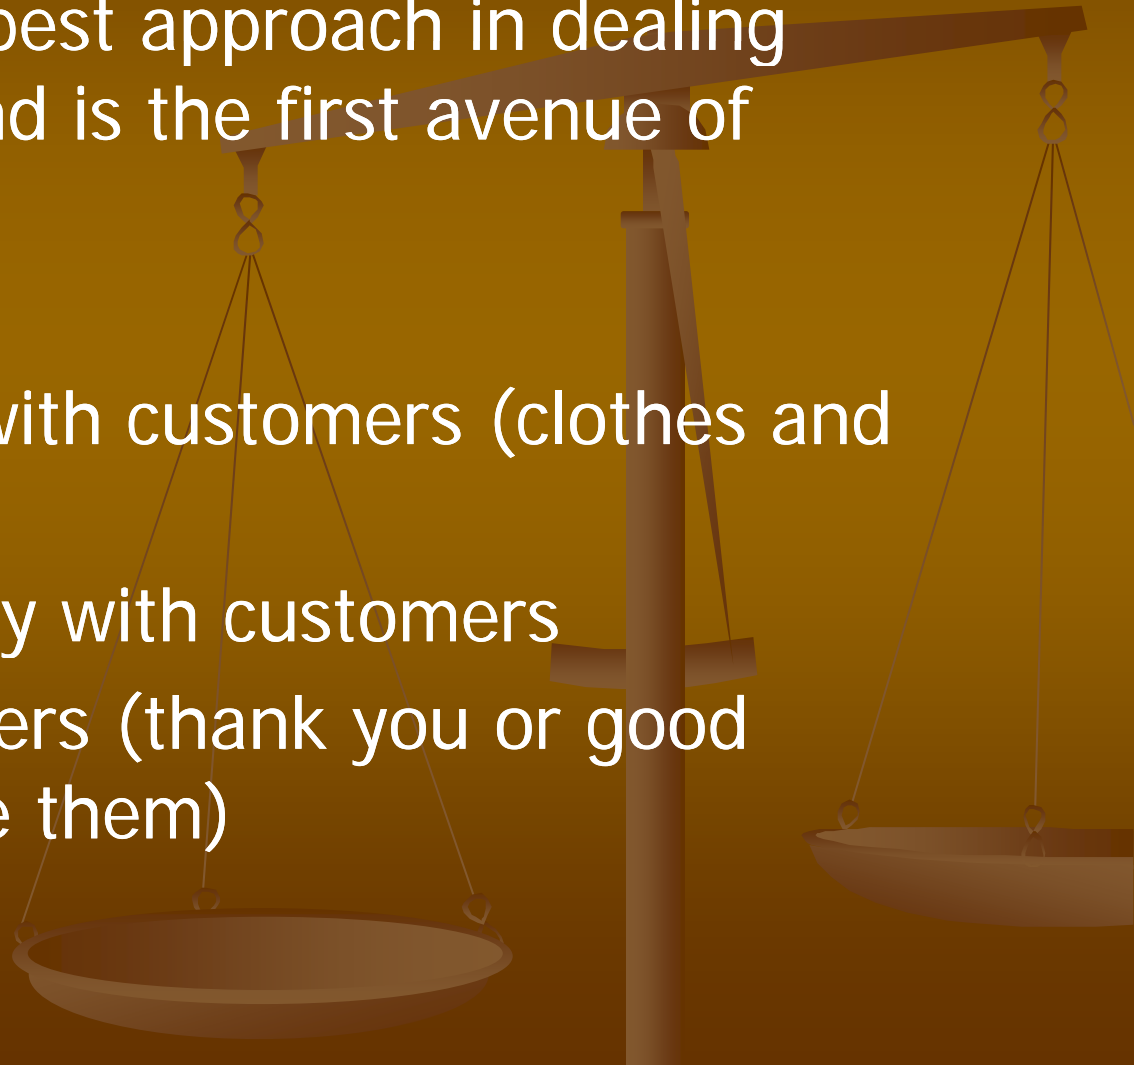 best approach in dealing
nd is the first avenue of
with customers (clothes and
y with customers
ers (thank you or good
e them)